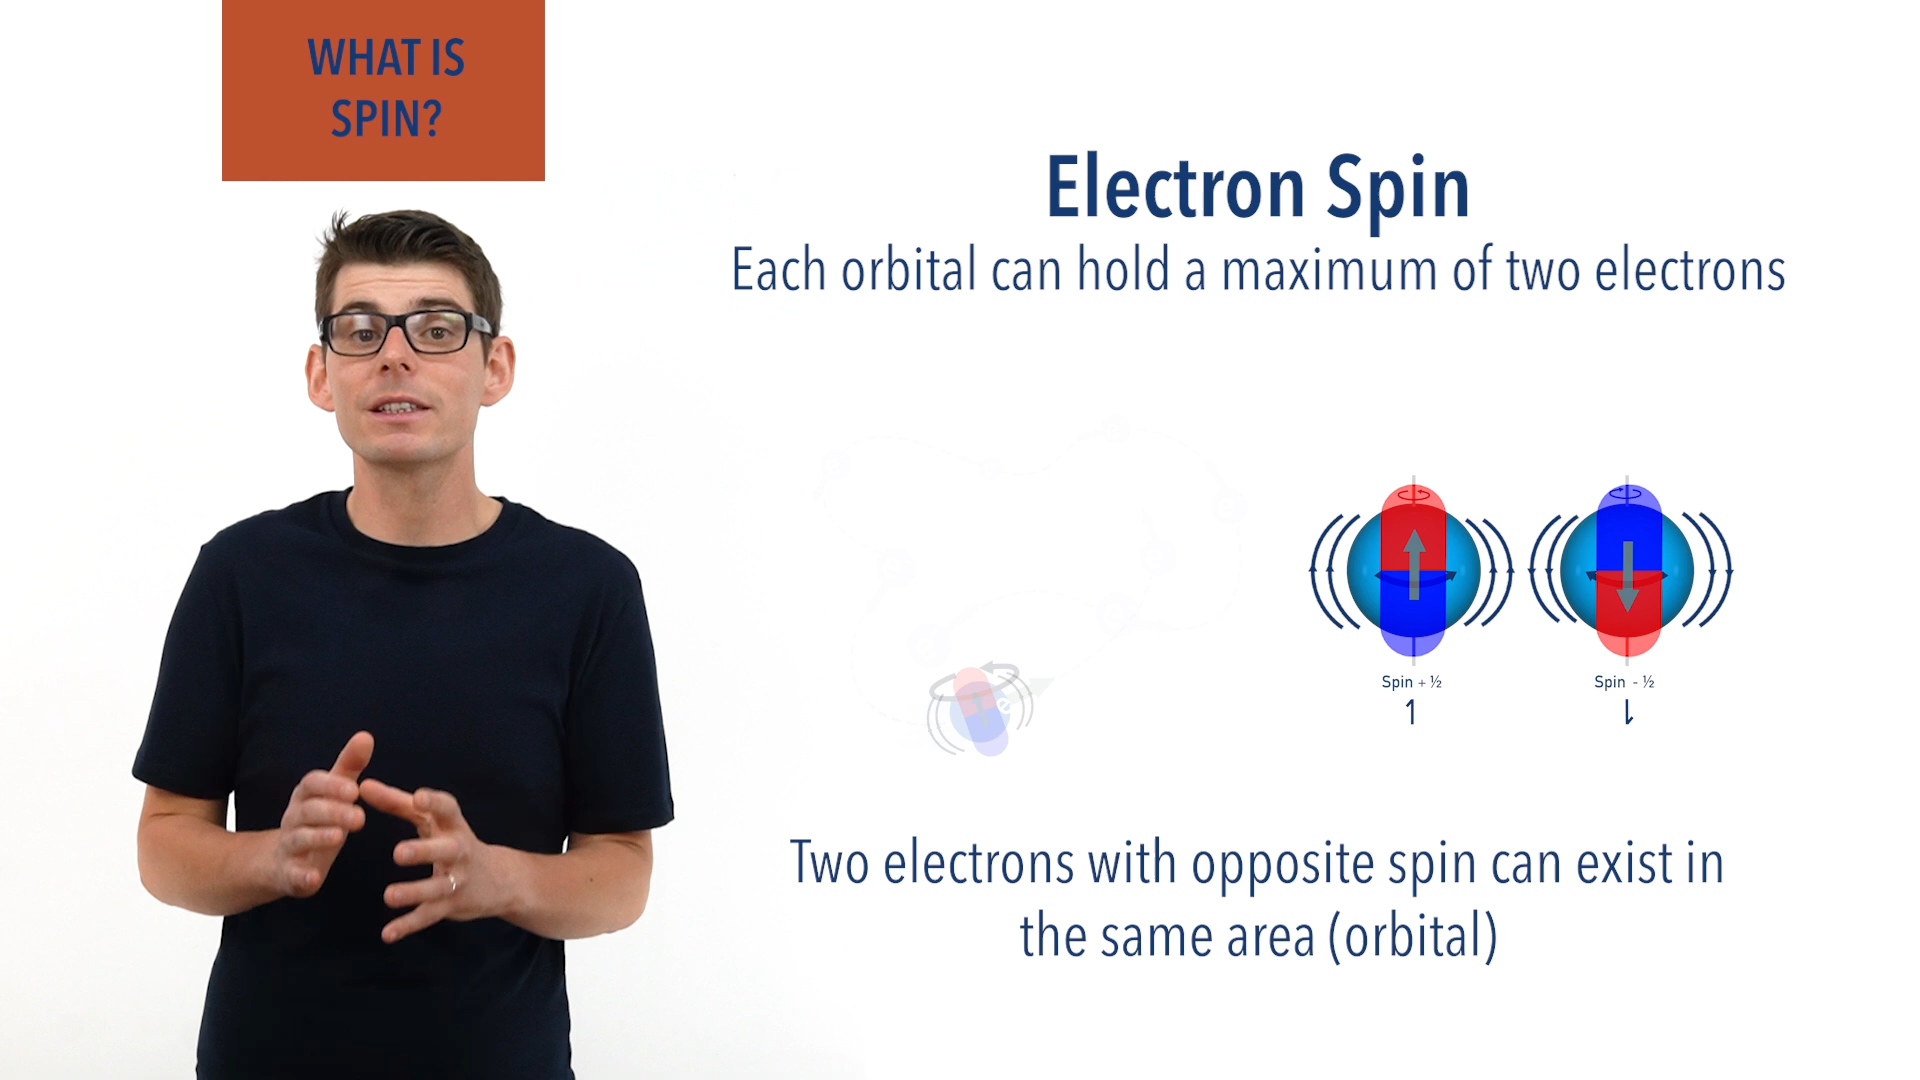 WHAT IS
SPIN?
Electron Spin
Each orbital can hold a maximum of two electrons
Spin + ½
Spin - ½
1
Two electrons with opposite spin can exist in
the same area (orbital)